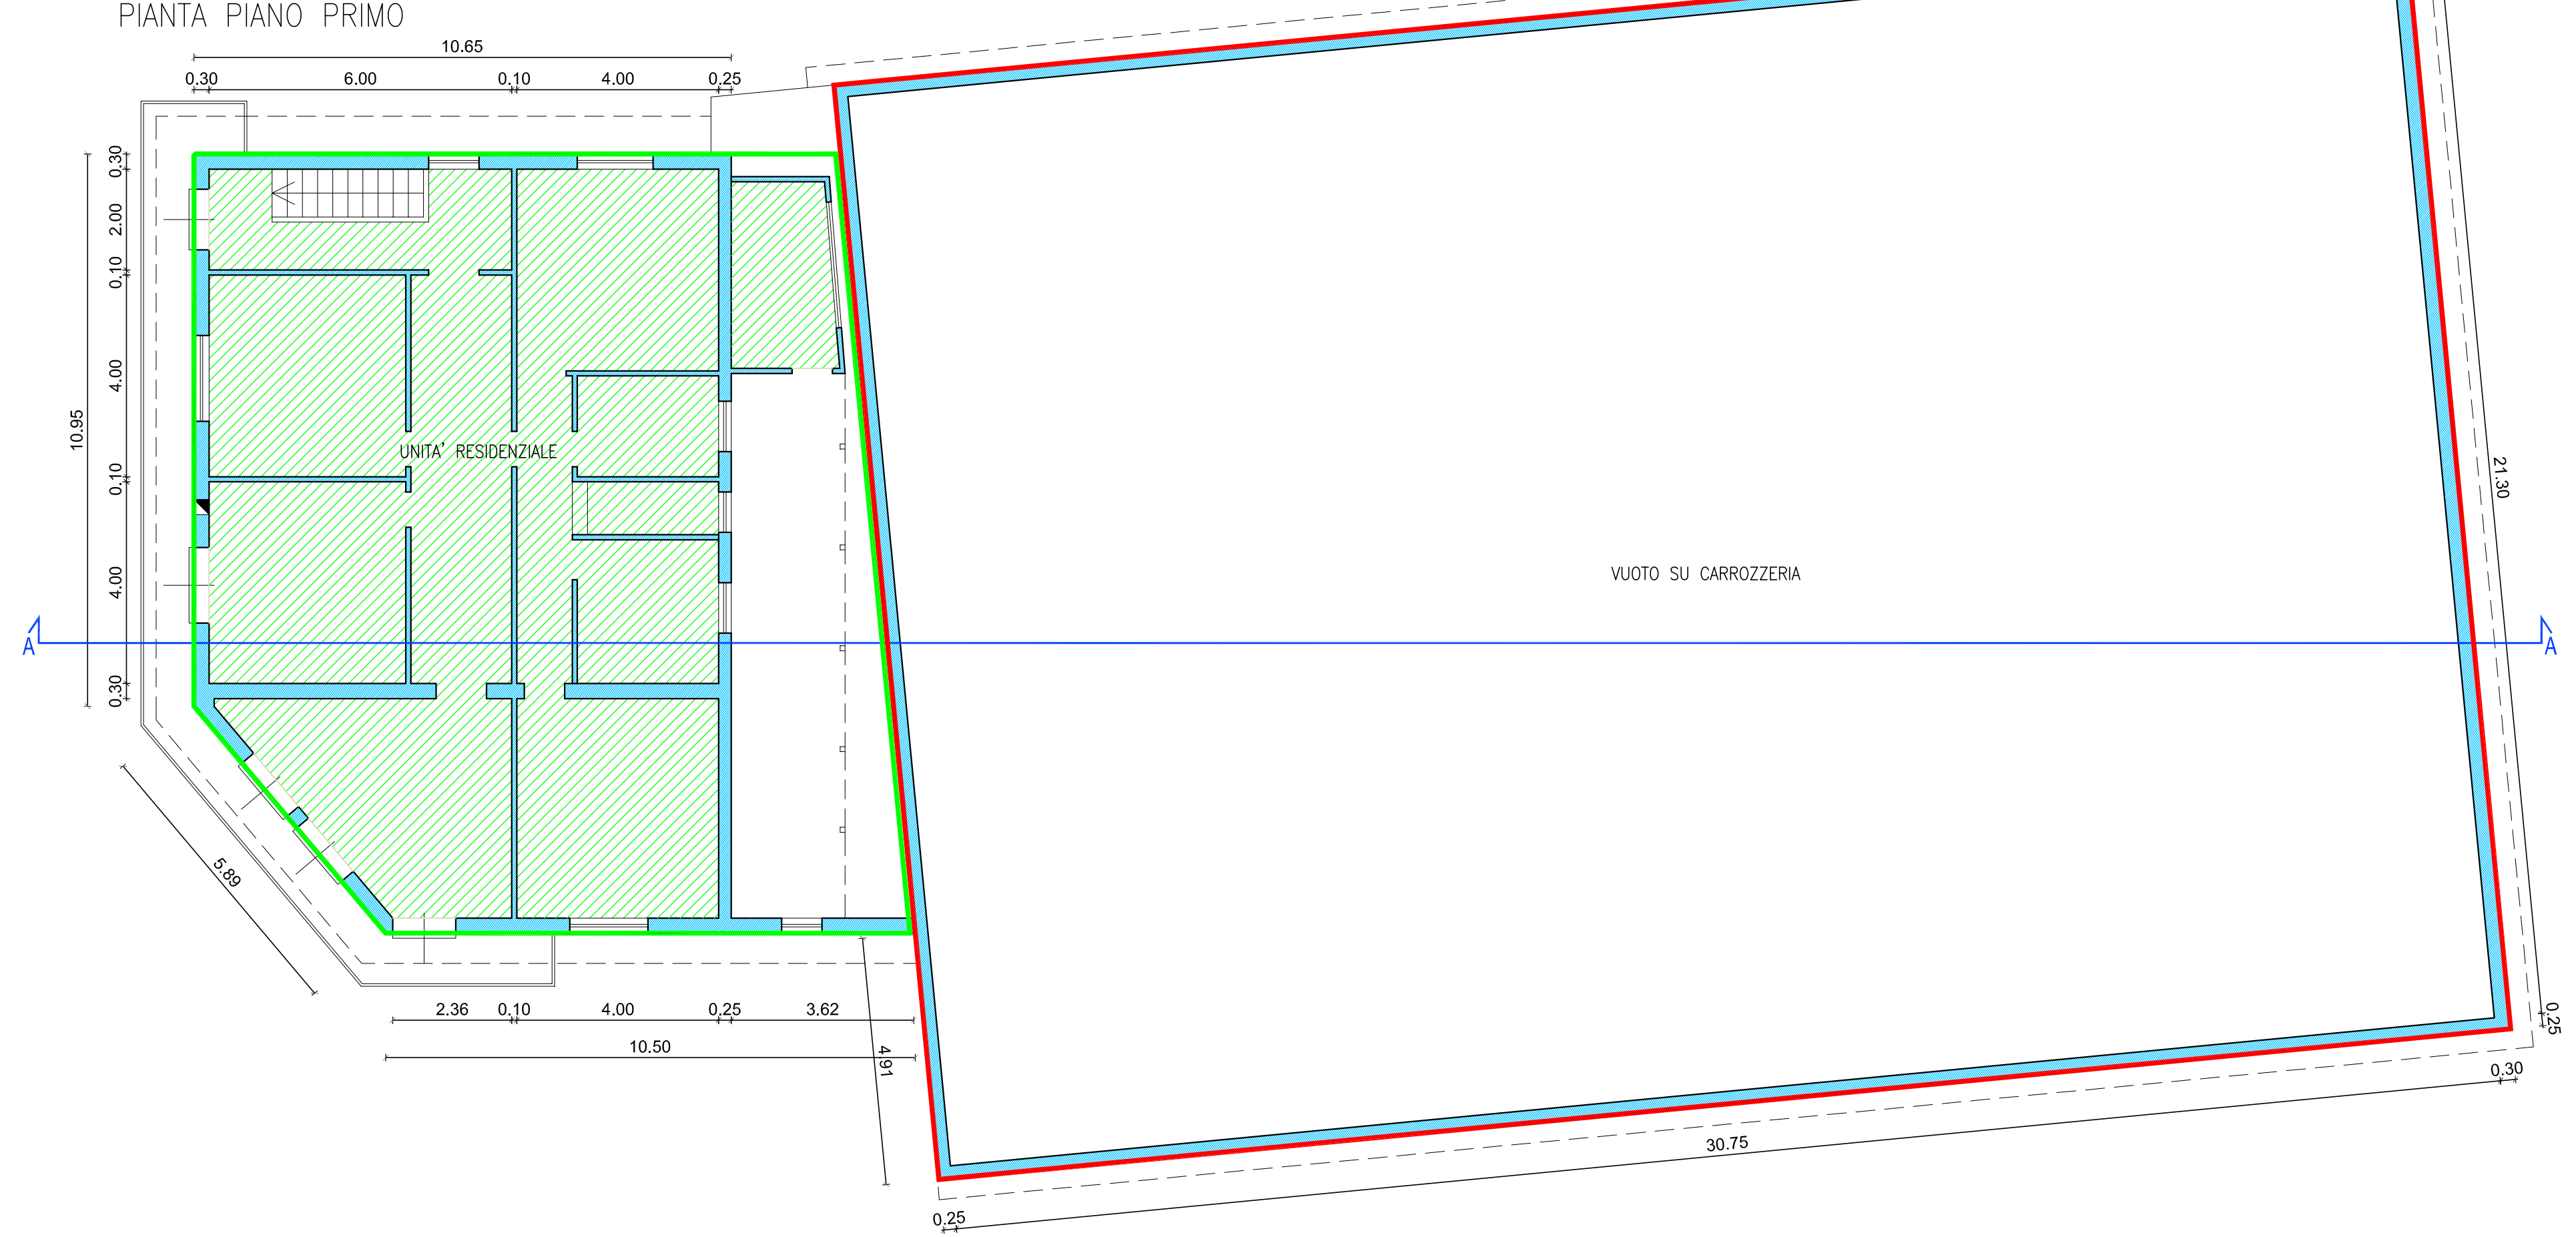 PIANTA PIANO PRIMO
10.65
0.30 6.00 0.10 4.00 0.25
0.30
2.00
0.10
4.00
10.95
0.10
4.00
0.30
UNITA' RESIDENZIALE
VUOTO SU CARROZZERIA
21.30
A A
5.89
2.36 0.10 4.00 0.25 3.62
10.50
4.91
0.25
0.30
30.75
0.25